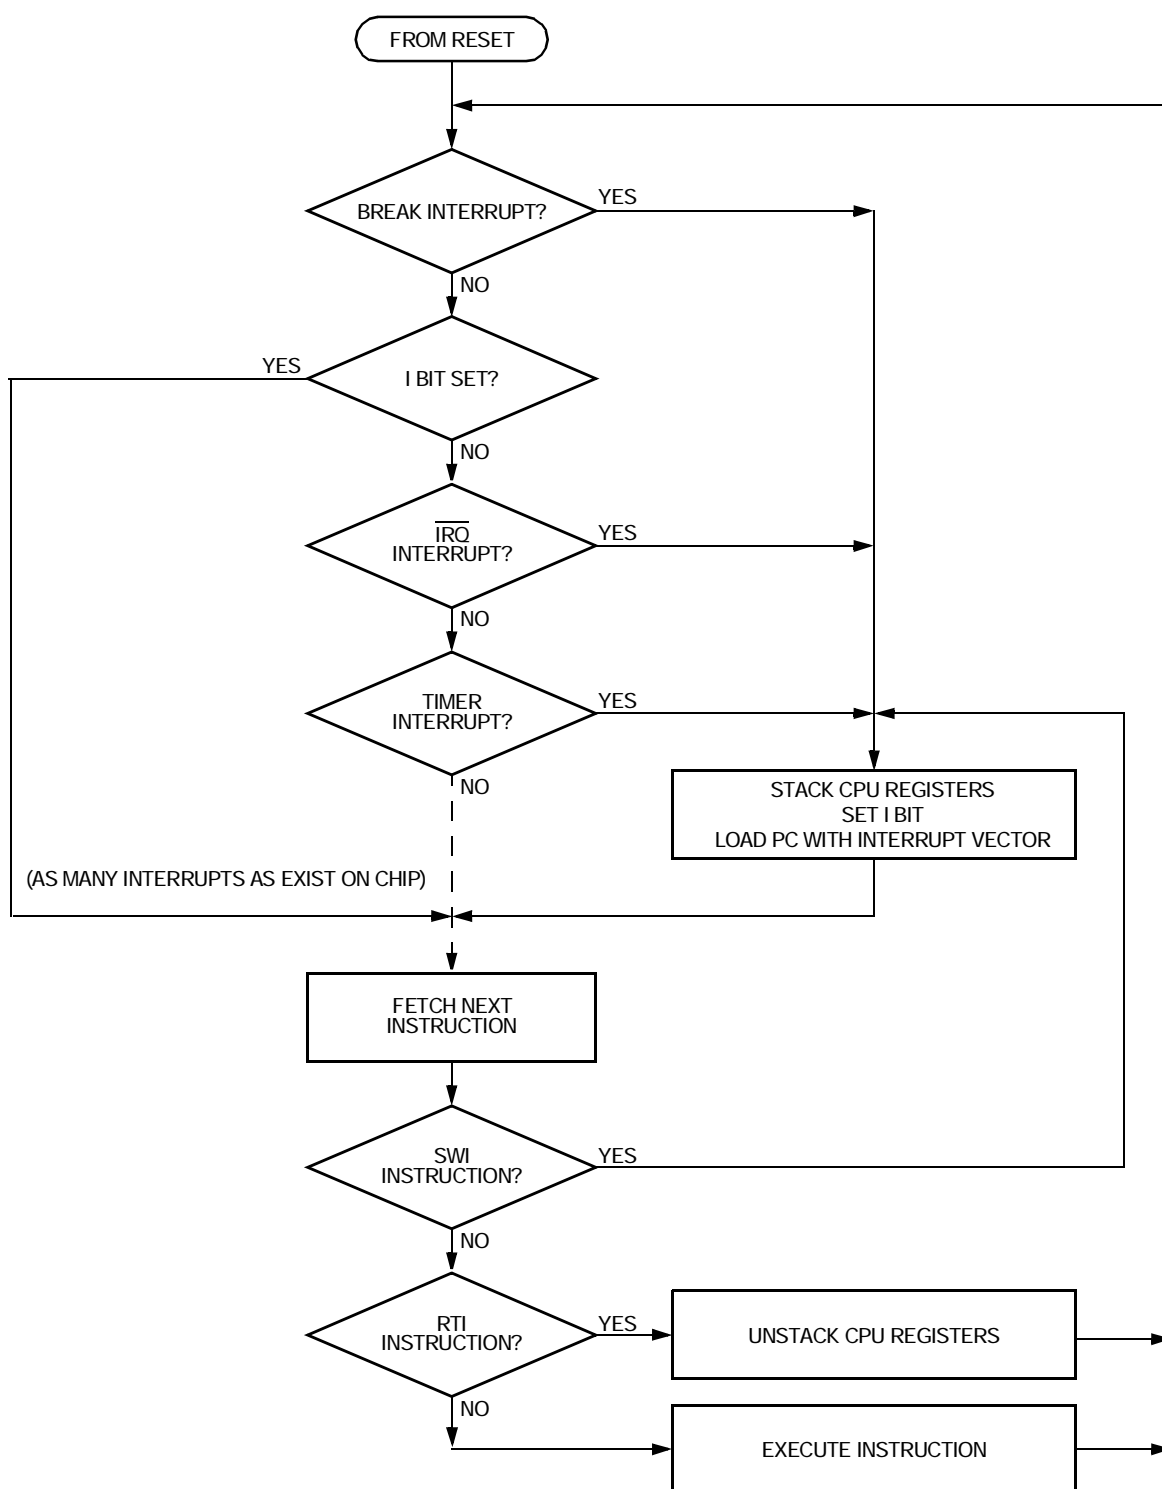 FROM RESET
BREAK INTERRUPT?
YES
NO
YES
I BIT SET?
NO
IRQ
INTERRUPT?
YES
NO
TIMER
INTERRUPT?
YES
NO
STACK CPU REGISTERS
SET I BIT
LOAD PC WITH INTERRUPT VECTOR
(AS MANY INTERRUPTS AS EXIST ON CHIP)
FETCH NEXT
INSTRUCTION
SWI
INSTRUCTION?
YES
NO
RTI
INSTRUCTION?
YES
UNSTACK CPU REGISTERS
NO
EXECUTE INSTRUCTION